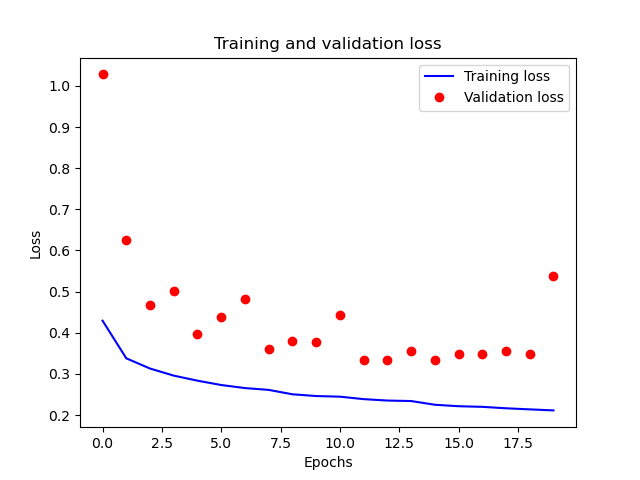 Training and validation loss
Training loss
Validation loss
1.0
0.9
0.8
0.7
0.6
0.5
0.4
0.3
0.2
Loss
0.0 2.5 5.0 7.5 10.0 12.5 15.0 17.5
Epochs